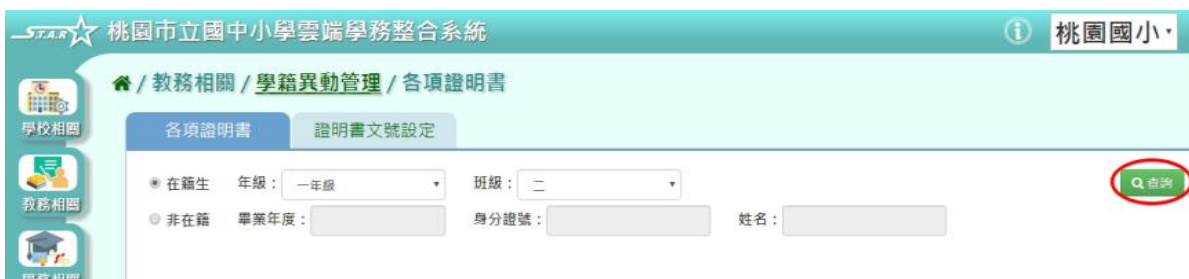 S.T.A.R 桃園市立國中小學雲端學務整合系統 桃園國小
/ 教務相關 / 學籍異動管理 / 各項證明書
學校相關
各項證明書 證明書文號設定
在籍生 年級： 一年級 班級： 二 查詢
教務相關
非在籍 畢業年度： 身分證號： 姓名：
學務相關